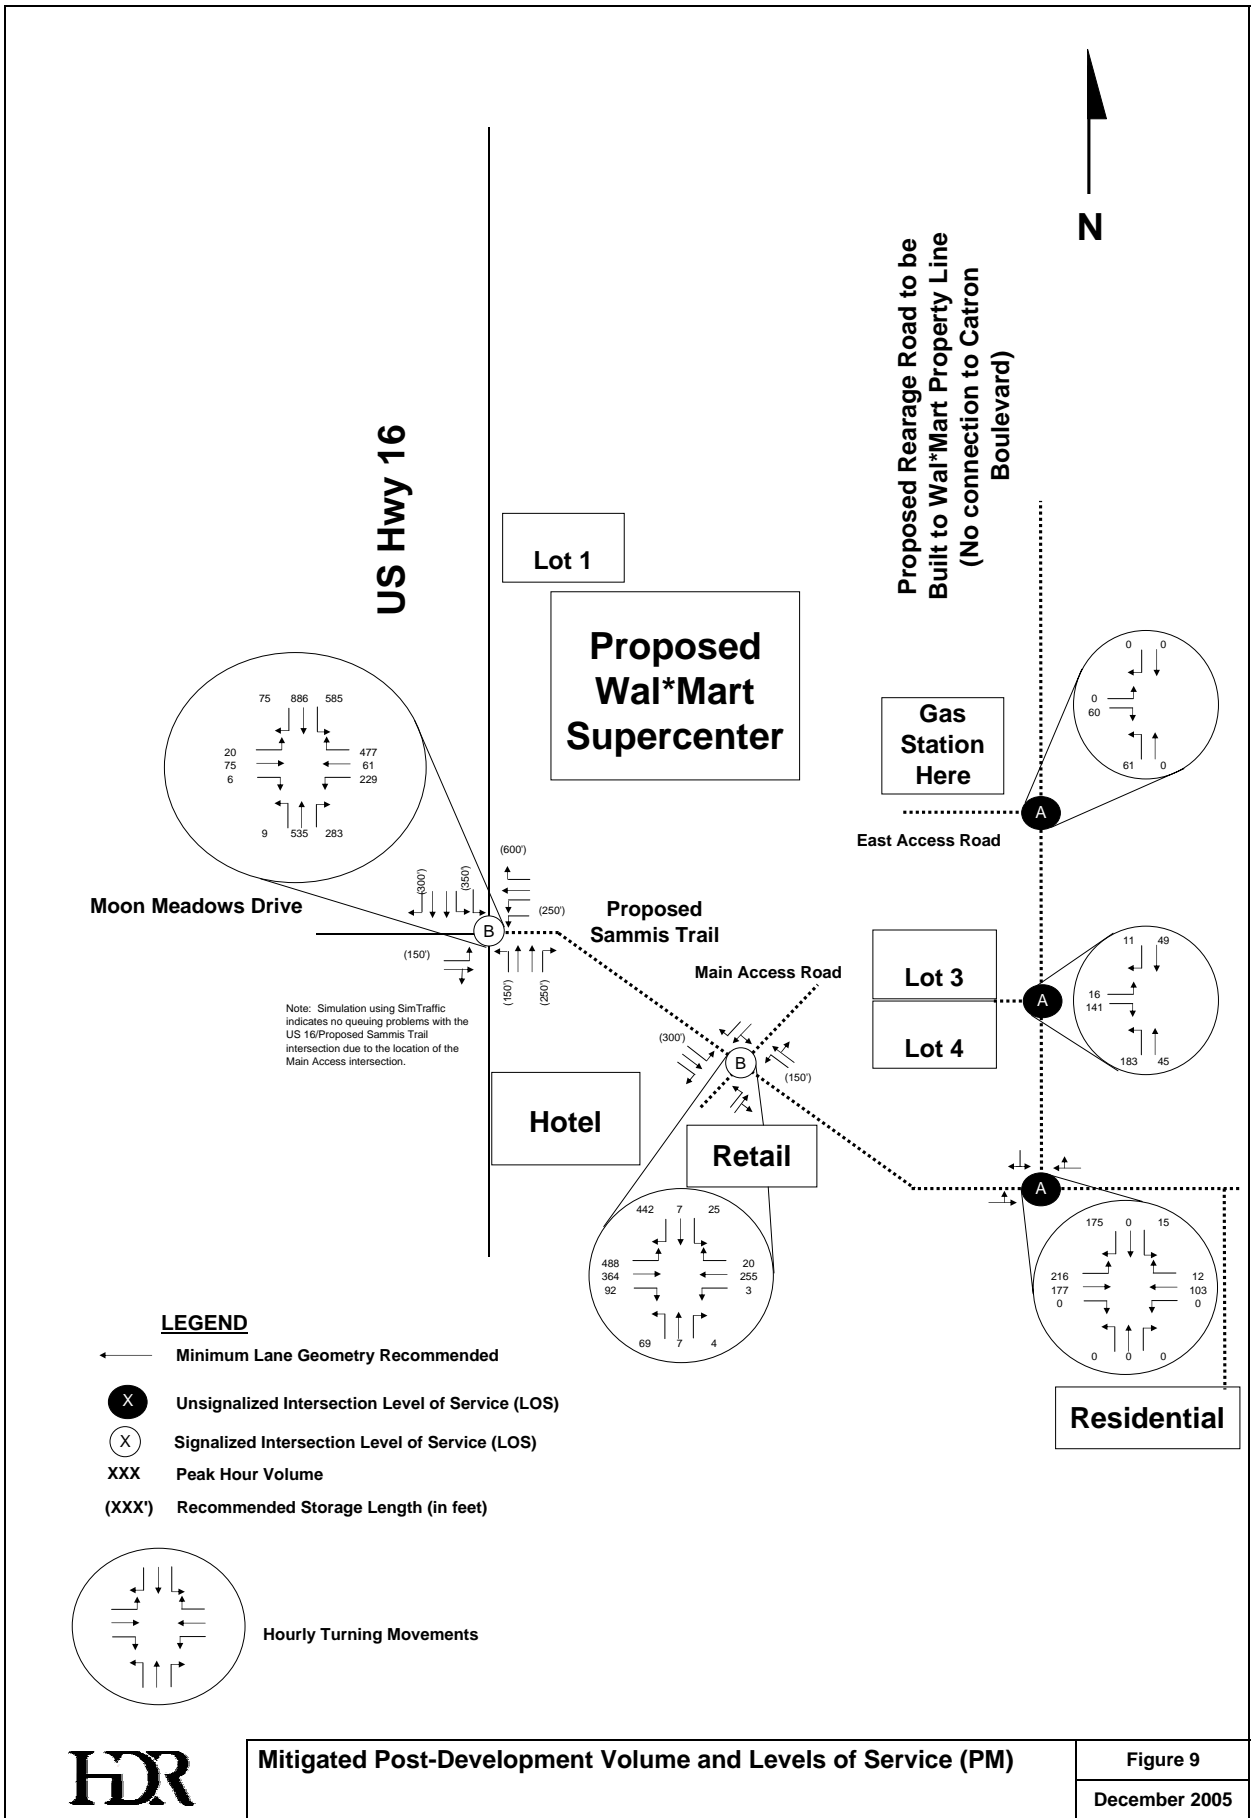 N
Proposed Rearage Road to be
Built to Wal*Mart Property Line
(No connection to Catron
Boulevard)
US Hwy 16
Lot 1
Proposed
Wal*Mart
Supercenter
Gas
Station
Here
0 0
0
60
61 0
A
East Access Road
75 886 585
20
75
6
477
61
229
9 535 283
Moon Meadows Drive
(300')
(350')
(600')
(250')
B
(150')
(150')
(250')
Proposed
Sammis Trail
Note: Simulation using SimTraffic
indicates no queuing problems with the
US 16/Proposed Sammis Trail
intersection due to the location of the
Main Access intersection.
Main Access Road
(300')
B
(150')
Lot 3
Lot 4
A
11 49
16
141
183 45
Hotel
Retail
442 7 25
488
364
92
20
255
3
69 7 4
A
175 0 15
216
177
0
12
103
0
0 0 0
Residential
LEGEND
Minimum Lane Geometry Recommended
X Unsignalized Intersection Level of Service (LOS)
X Signalized Intersection Level of Service (LOS)
XXX Peak Hour Volume
(XXX') Recommended Storage Length (in feet)
Hourly Turning Movements
HDR
Mitigated Post-Development Volume and Levels of Service (PM)
Figure 9
December 2005